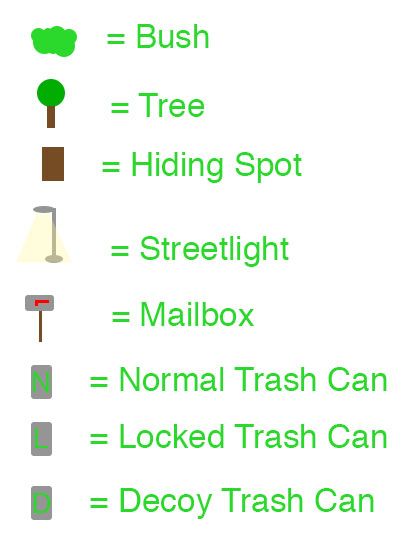 = Bush
= Tree
= Hiding Spot
= Streetlight
= Mailbox
N = Normal Trash Can
L = Locked Trash Can
D = Decoy Trash Can